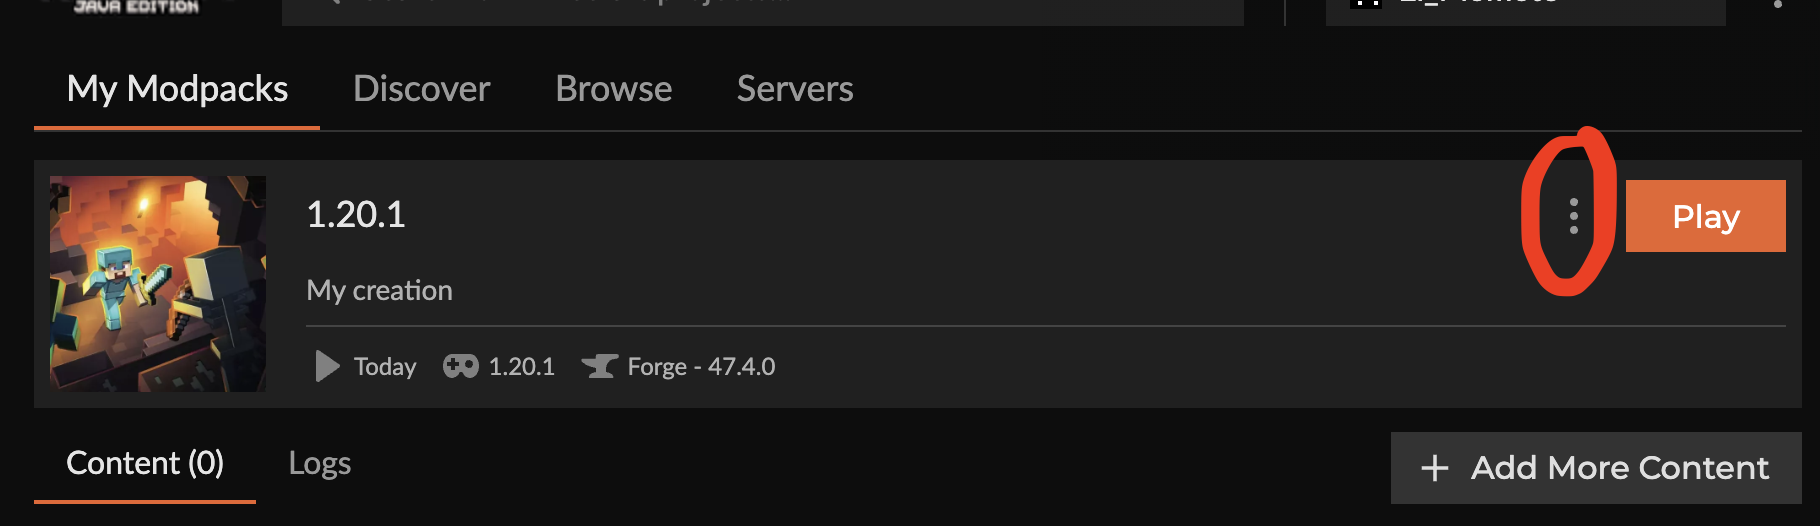 JAVA EDITION
My Modpacks
Discover
Browse
Servers
1.20.1
Play
My creation
Today
1.20.1
Forge - 47.4.0
Content (0)
Logs
+ Add More Content